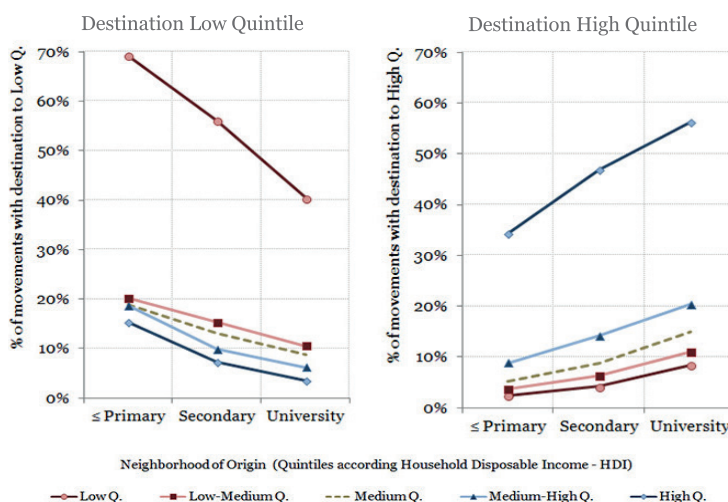 Destination Low Quintile
Destination High Quintile
% of movements with destination to Low Q.
70%
60%
50%
40%
30%
20%
10%
0%
≤ Primary Secondary University
% of movements with destination to High Q.
70%
60%
50%
40%
30%
20%
10%
0%
≤ Primary Secondary University
Neighborhood of Origin (Quintiles according Household Disposable Income - HDI)
Low Q. Low-Medium Q. Medium Q. Medium-High Q. High Q.